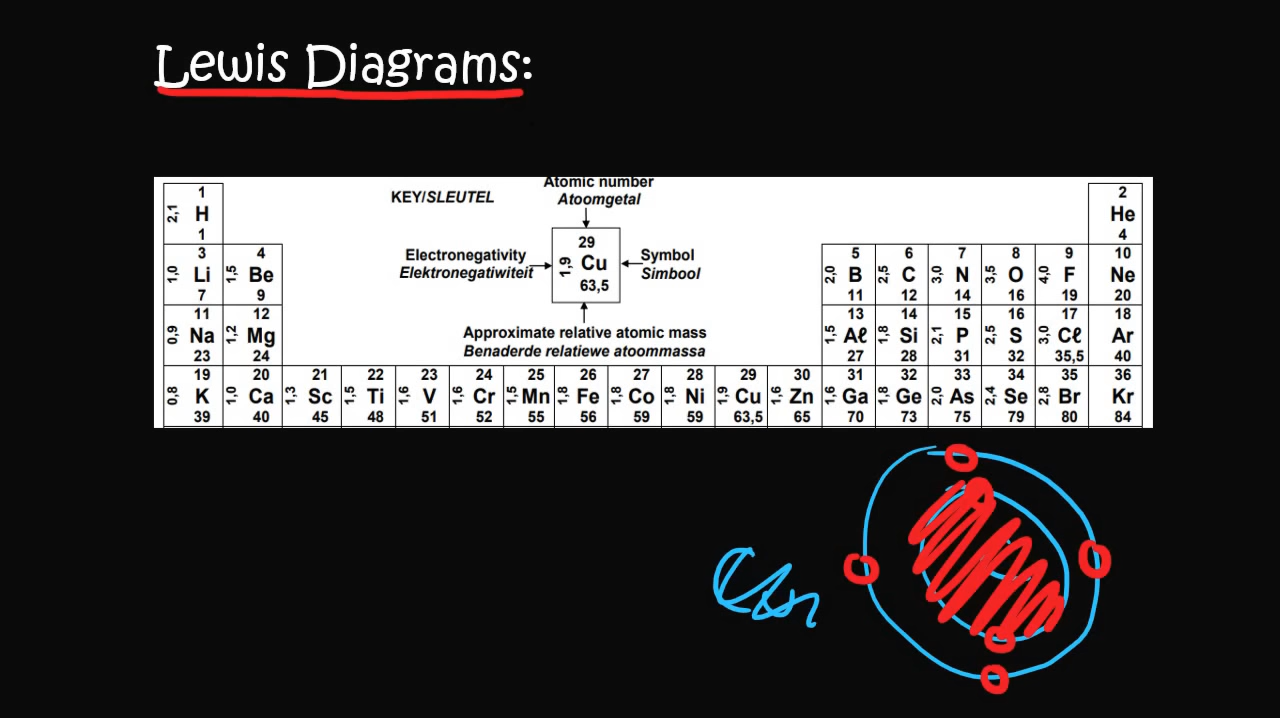 Lewis Diagrams:
KEY/SLEUTEL
Atomic number
Atoomgetal
Electronegativity
Elektronegatiwiteit
29
1,9 Cu
63,5
Symbol
Simbool
Approximate relative atomic mass
Benaderde relatiewe atoommassa
1 2
2,1 H He
1 4
3 4 5 6 7 8 9 10
1,0 Li 1,5 Be 2,0 B 2,5 C 3,0 N 3,5 O 4,0 F Ne
7 9 11 12 14 16 19 20
11 12 13 14 15 16 17 18
0,9 Na 1,2 Mg 1,5 Aℓ 1,8 Si 2,1 P 2,5 S 3,0 Cℓ Ar
23 24 27 28 31 32 35,5 40
19 20 21 22 23 24 25 26 27 28 29 30 31 32 33 34 35 36
0,8 K 1,0 Ca 1,3 Sc 1,5 Ti 1,6 V 1,6 Cr 1,5 Mn 1,8 Fe 1,8 Co 1,8 Ni 1,9 Cu 1,6 Zn 1,6 Ga 1,8 Ge 2,0 As 2,4 Se 2,8 Br Kr
39 40 45 48 51 52 55 56 59 59 63,5 65 70 73 75 79 80 84